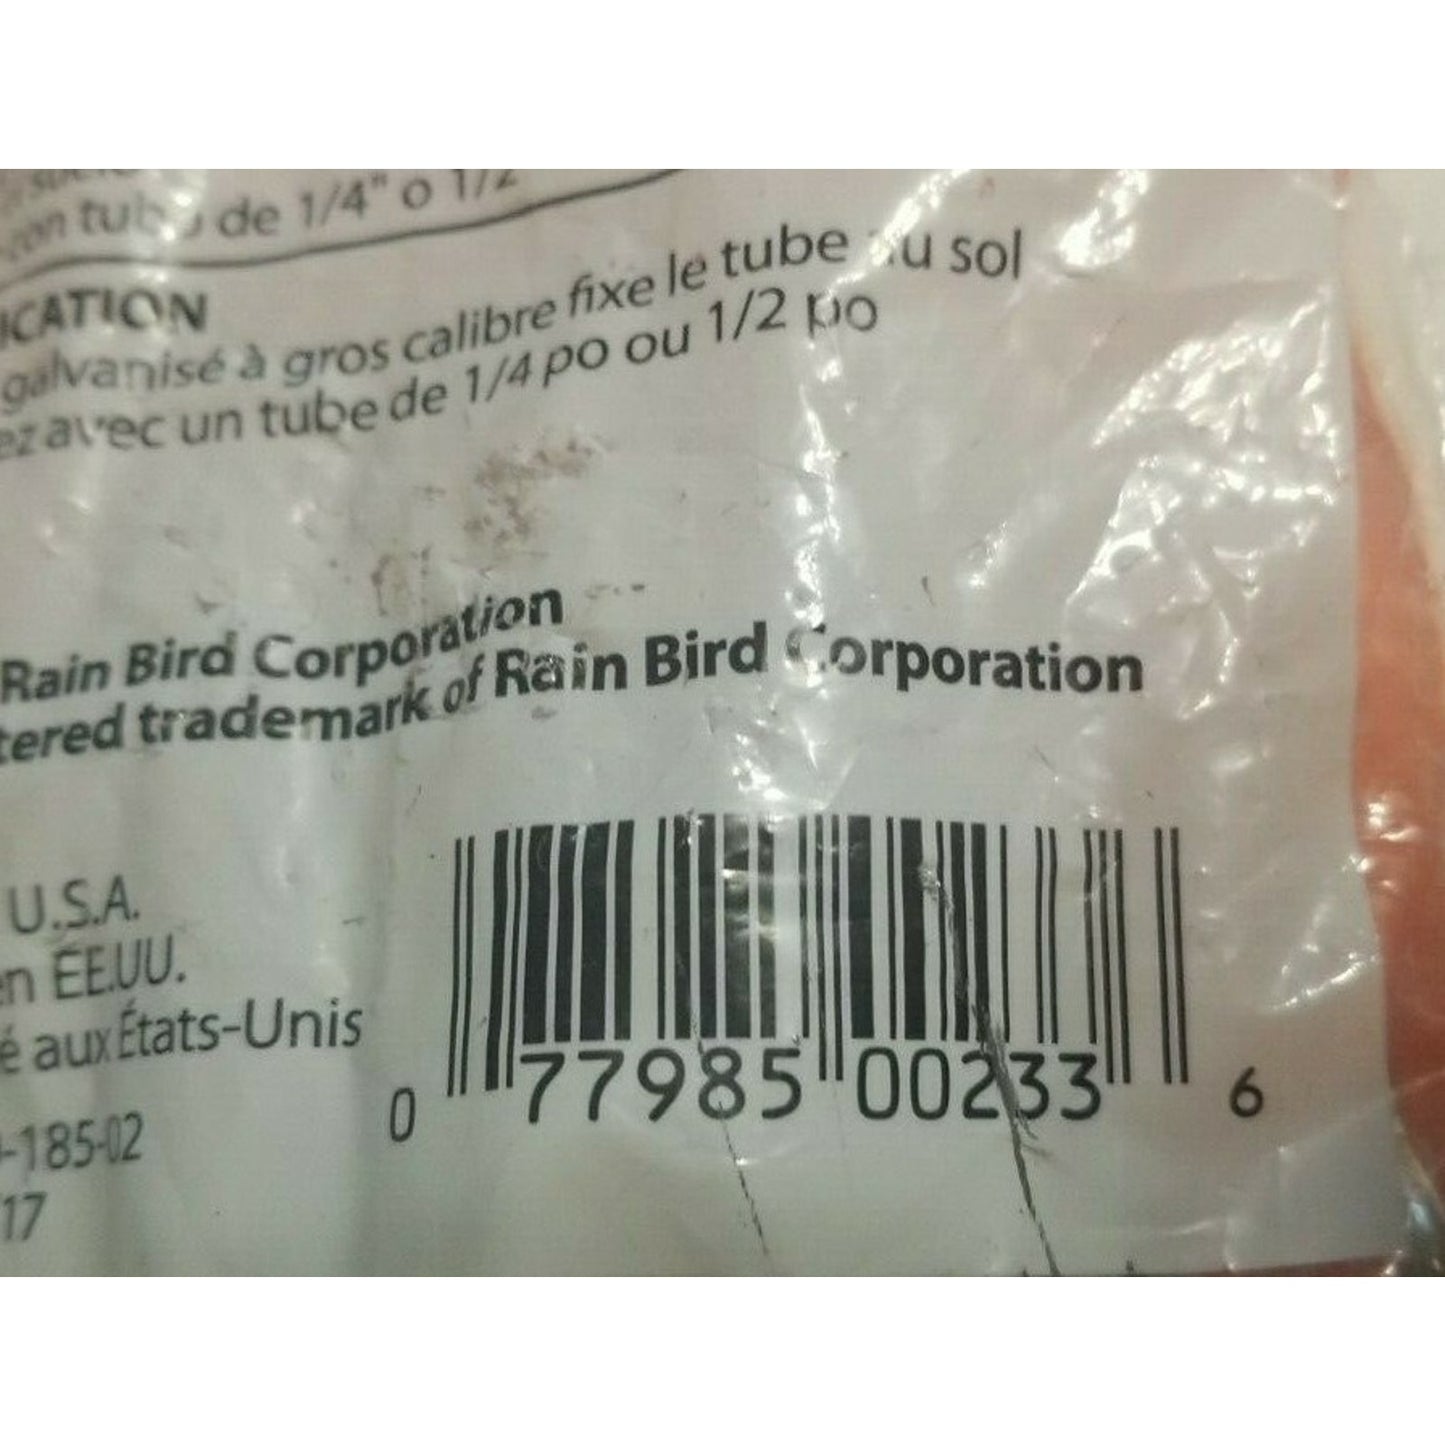 con tubo de 1/4" o 1/2
ICATION
galvanisé à gros calibre fixe le tube au sol
ez avec un tube de 1/4 po ou 1/2 po
Rain Bird Corporation
tered trademark of Rain Bird Corporation
U.S.A.
en EE.UU.
é aux États-Unis
-185-02
17
0 77985 00233 6